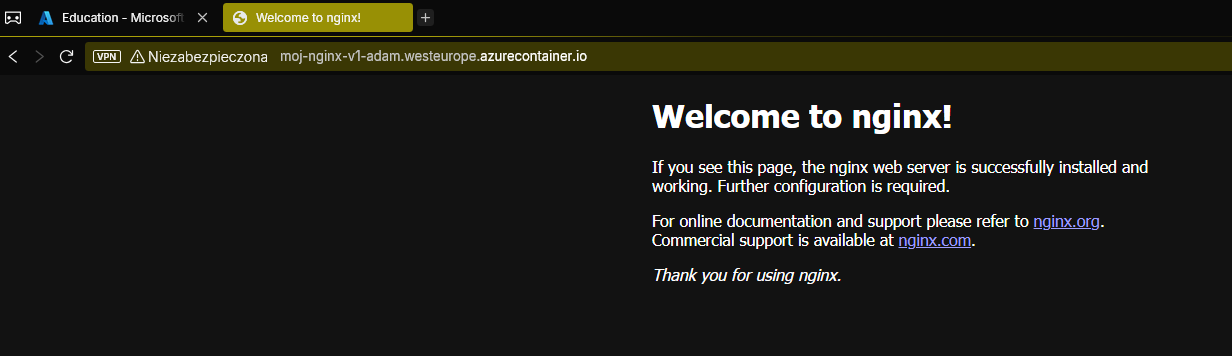 Education - Microsoft
Welcome to nginx!
VPN
Niezabezpieczona
moj-nginx-v1-adam.westeurope.azurecontainer.io
Welcome to nginx!
If you see this page, the nginx web server is successfully installed and
working. Further configuration is required.
For online documentation and support please refer to nginx.org.
Commercial support is available at nginx.com.
Thank you for using nginx.